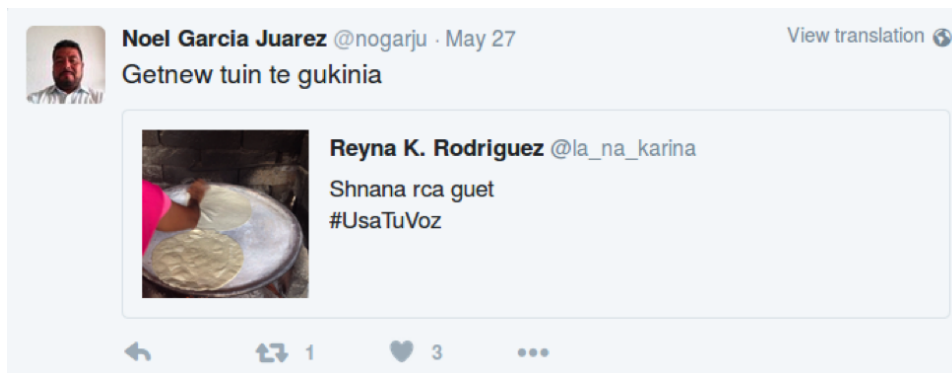 Noel Garcia Juarez @nogarju · May 27
View translation
Getnew tuin te gukinia
Reyna K. Rodriguez @la_na_karina
Shnana rca guet
#UsaTuVoz
1
3